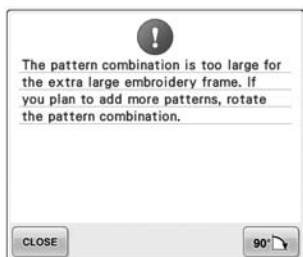 The pattern combination is too large for
the extra large embroidery frame. If
you plan to add more patterns, rotate
the pattern combination.
CLOSE
90°